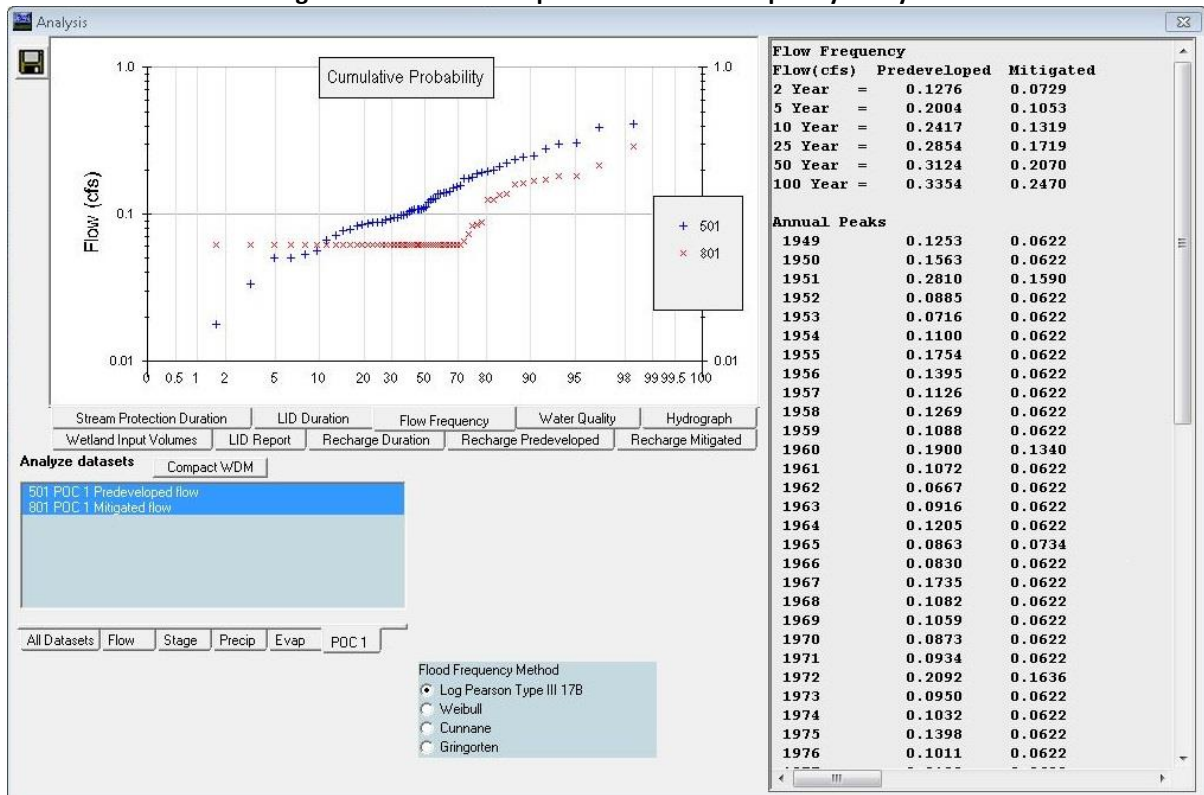 Analysis
Cumulative Probability
1.0
0.1
0.01
Flow (cfs)
1.0
0.01
501
801
0 0.5 1 2 5 10 20 30 50 70 80 90 95 98 99 99.5 100
Stream Protection Duration LID Duration Flow Frequency Water Quality Hydrograph
Wetland Input Volumes LID Report Recharge Duration Recharge Predeveloped Recharge Mitigated
Analyze datasets Compact WDM
501 POC 1 Predeveloped flow
801 POC 1 Mitigated flow
All Datasets Flow Stage Precip Evap POC 1
Flood Frequency Method
Log Pearson Type III 17B
Weibull
Cunnane
Gringorten
Flow Frequency
Flow(cfs) Predeveloped Mitigated
2 Year = 0.1276 0.0729
5 Year = 0.2004 0.1053
10 Year = 0.2417 0.1319
25 Year = 0.2854 0.1719
50 Year = 0.3124 0.2070
100 Year = 0.3354 0.2470
Annual Peaks
1949 0.1253 0.0622
1950 0.1563 0.0622
1951 0.2810 0.1590
1952 0.0885 0.0622
1953 0.0716 0.0622
1954 0.1100 0.0622
1955 0.1754 0.0622
1956 0.1395 0.0622
1957 0.1126 0.0622
1958 0.1269 0.0622
1959 0.1088 0.0622
1960 0.1900 0.1340
1961 0.1072 0.0622
1962 0.0667 0.0622
1963 0.0916 0.0622
1964 0.1205 0.0622
1965 0.0863 0.0734
1966 0.0830 0.0622
1967 0.1735 0.0622
1968 0.1082 0.0622
1969 0.1059 0.0622
1970 0.0873 0.0622
1971 0.0934 0.0622
1972 0.2092 0.1636
1973 0.0950 0.0622
1974 0.1032 0.0622
1975 0.1398 0.0622
1976 0.1011 0.0622